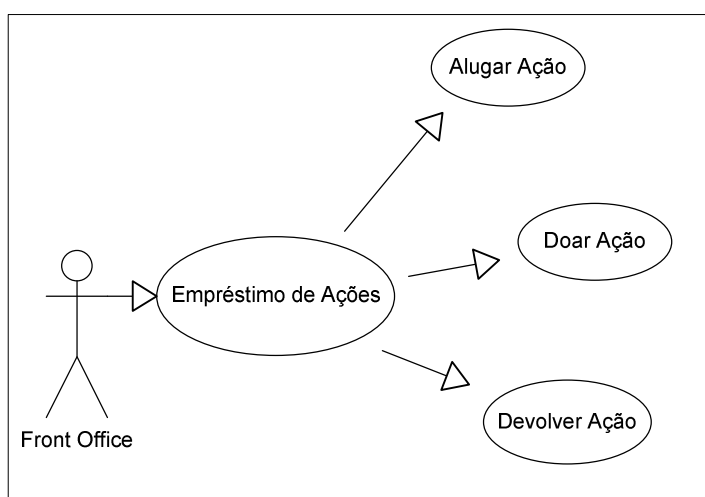 Alugar Ação
Doar Ação
Empréstimo de Ações
Devolver Ação
Front Office